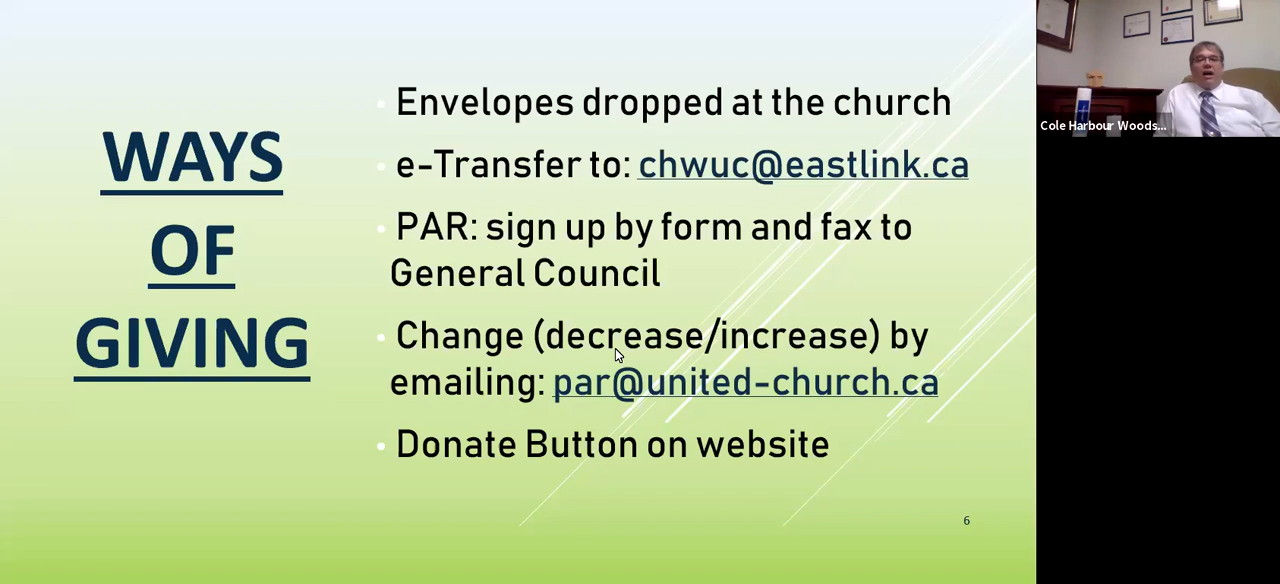 WAYS
OF
GIVING
Envelopes dropped at the church
e-Transfer to: chwuc@eastlink.ca
PAR: sign up by form and fax to
General Council
Change (decrease/increase) by
emailing: par@united-church.ca
Donate Button on website
6
Cole Harbour Woods...